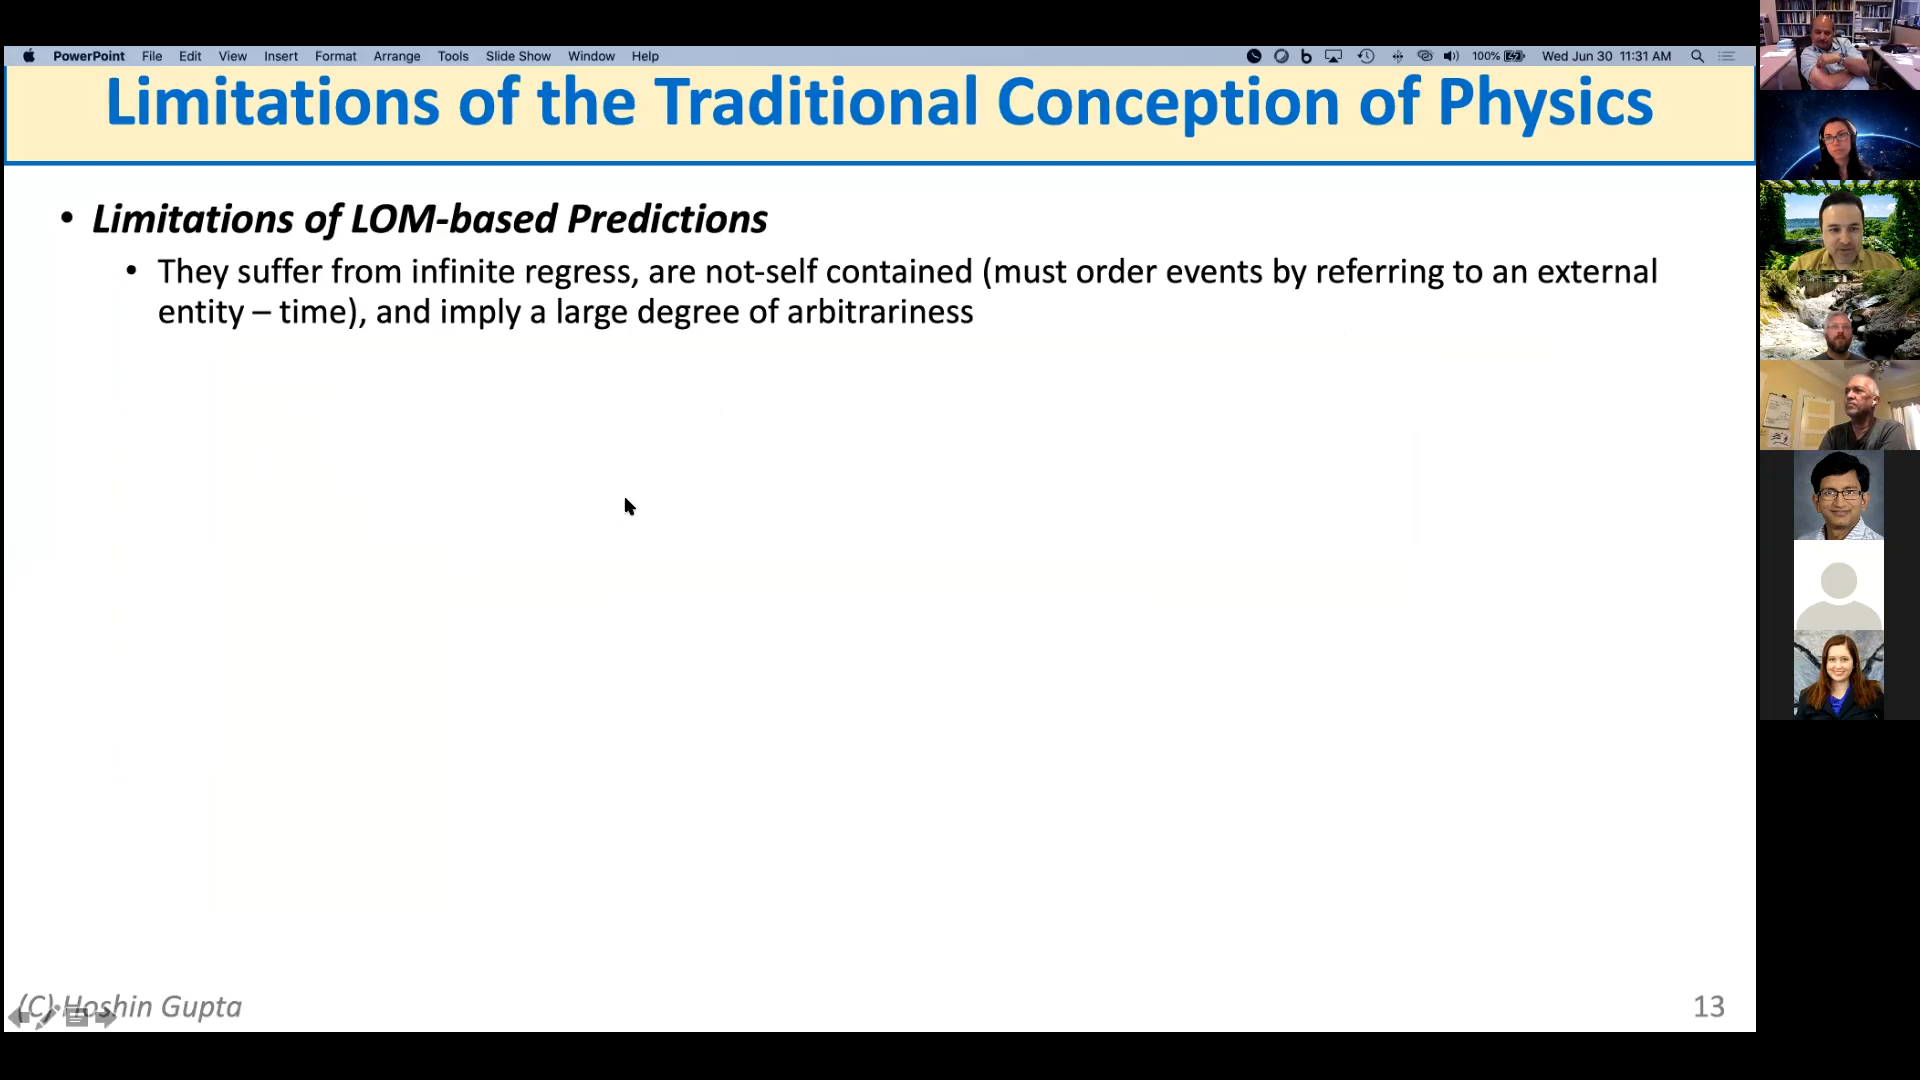 PowerPoint File Edit View Insert Format Arrange Tools Slide Show Window Help 100% Wed Jun 30 11:31 AM
Limitations of the Traditional Conception of Physics
• Limitations of LOM-based Predictions
• They suffer from infinite regress, are not-self contained (must order events by referring to an external
entity – time), and imply a large degree of arbitrariness
(C) Hoshin Gupta
13